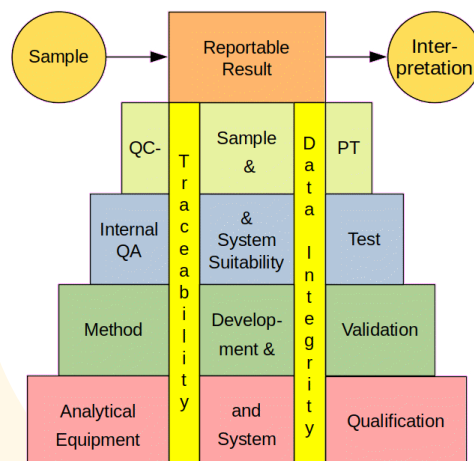 Sample
Reportable
Result
Inter-
pretation
QC-
Sample
&
PT
Internal
QA
&
System
Suitability
Test
Method
Develop-
ment &
Validation
Analytical
Equipment
and
System
Qualification
Traceability
Data Integrity